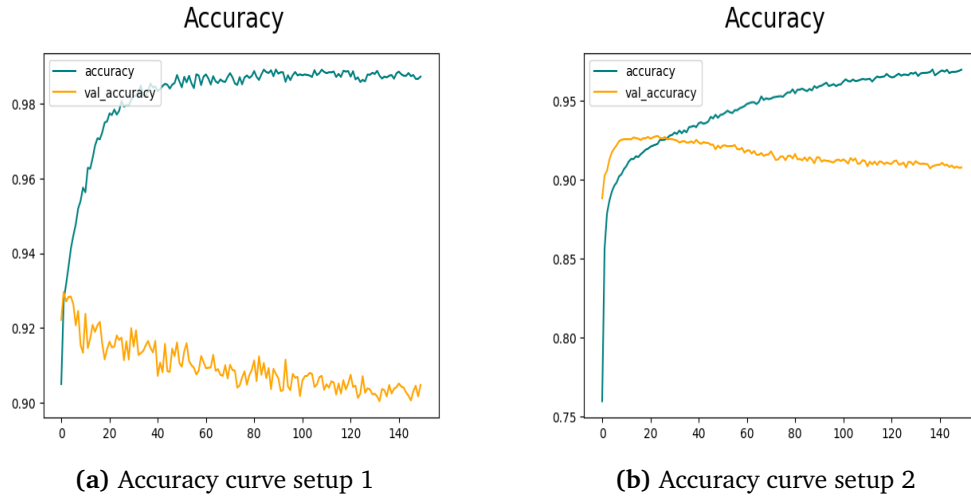 Accuracy
accuracy
val_accuracy
0.98
0.96
0.94
0.92
0.90
0 20 40 60 80 100 120 140
(a) Accuracy curve setup 1
Accuracy
accuracy
val_accuracy
0.95
0.90
0.85
0.80
0.75
0 20 40 60 80 100 120 140
(b) Accuracy curve setup 2